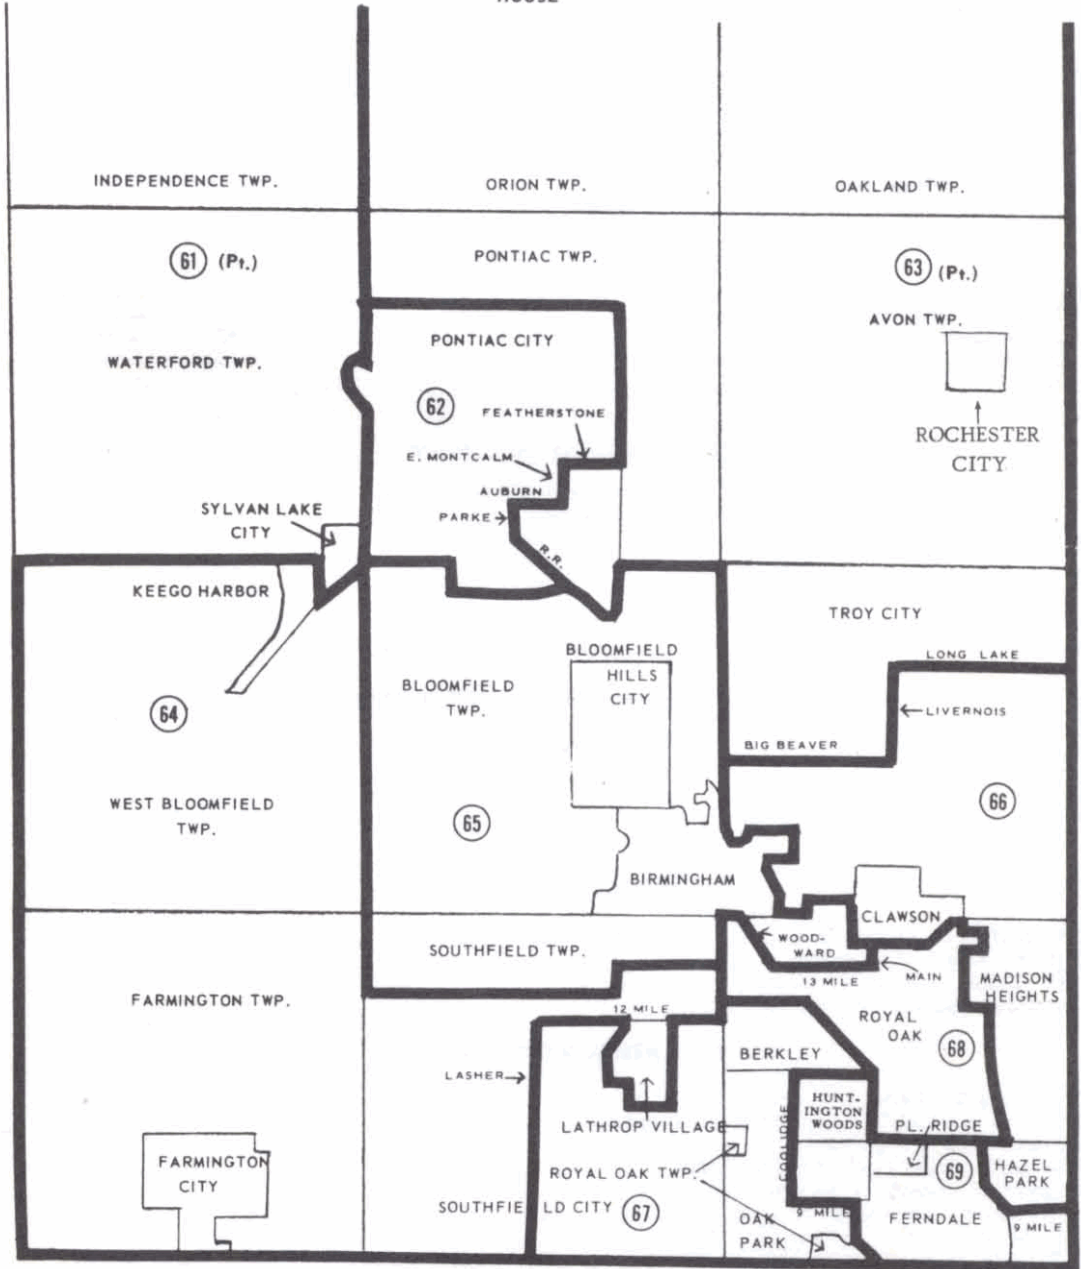 HOUSE
INDEPENDENCE TWP.
ORION TWP.
OAKLAND TWP.
61 (Pt.)
PONTIAC TWP.
63 (Pt.)
AVON TWP.
PONTIAC CITY
WATERFORD TWP.
62
FEATHERSTONE
ROCHESTER
CITY
E. MONTCALM
AUBURN
PARKE
SYLVAN LAKE
CITY
R.R.
KEEGO HARBOR
TROY CITY
BLOOMFIELD
HILLS
CITY
LONG LAKE
BLOOMFIELD
TWP.
64
LIVERNOIS
BIG BEAVER
WEST BLOOMFIELD
TWP.
65
66
BIRMINGHAM
CLAWSON
SOUTHFIELD TWP.
WOOD-
WARD
MAIN
13 MILE
MADISON
HEIGHTS
FARMINGTON TWP.
12 MILE
ROYAL
OAK
68
BERKLEY
LASHER
HUNT-
INGTON
WOODS
LATHROP VILLAGE
COOLIDGE
PL. RIDGE
FARMINGTON
CITY
ROYAL OAK TWP.
69
HAZEL
PARK
SOUTHFIELD CITY
67
9 MILE
OAK
PARK
FERNDALE
9 MILE